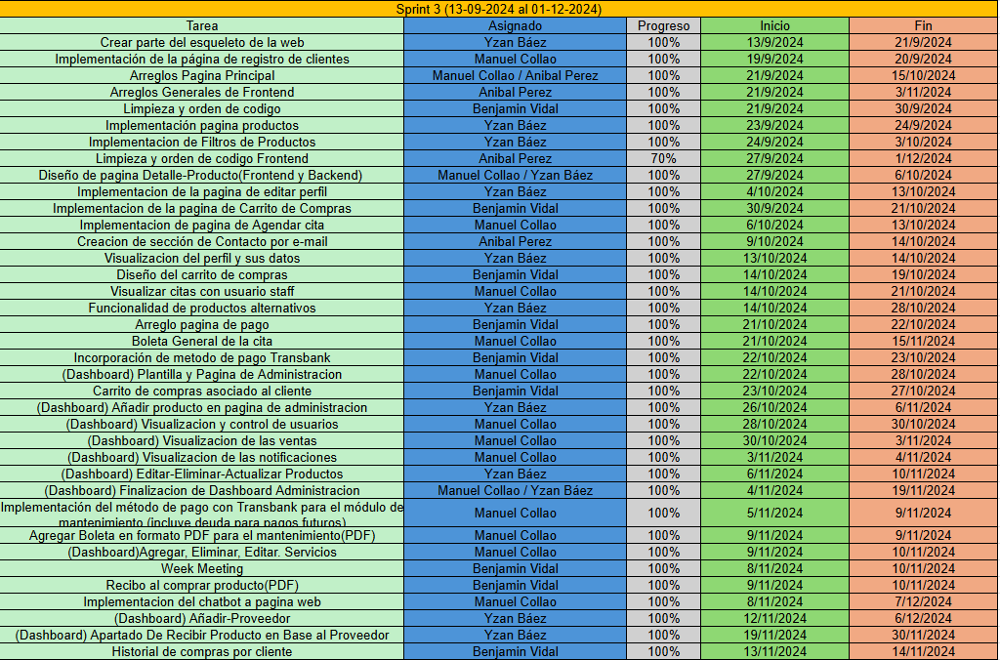 Sprint 3 (13-09-2024 al 01-12-2024)
Tarea Asignado Progreso Inicio Fin
Crear parte del esqueleto de la web Yzan Báez 100% 13/9/2024 21/9/2024
Implementación de la página de registro de clientes Manuel Collao 100% 19/9/2024 20/9/2024
Arreglos Pagina Principal Manuel Collao / Anibal Perez 100% 21/9/2024 15/10/2024
Arreglos Generales de Frontend Anibal Perez 100% 21/9/2024 3/11/2024
Limpieza y orden de codigo Benjamin Vidal 100% 21/9/2024 30/9/2024
Implementación pagina productos Yzan Báez 100% 23/9/2024 24/9/2024
Implementacion de Filtros de Productos Yzan Báez 100% 24/9/2024 3/10/2024
Limpieza y orden de codigo Frontend Anibal Perez 70% 27/9/2024 1/12/2024
Diseño de pagina Detalle-Producto(Frontend y Backend) Manuel Collao / Yzan Báez 100% 27/9/2024 6/10/2024
Implementacion de la pagina de editar perfil Yzan Báez 100% 4/10/2024 13/10/2024
Implementacion de la pagina de Carrito de Compras Benjamin Vidal 100% 30/9/2024 21/10/2024
Implementacion de pagina de Agendar cita Manuel Collao 100% 6/10/2024 13/10/2024
Creacion de sección de Contacto por e-mail Anibal Perez 100% 9/10/2024 14/10/2024
Visualizacion del perfil y sus datos Yzan Báez 100% 13/10/2024 14/10/2024
Diseño del carrito de compras Benjamin Vidal 100% 14/10/2024 19/10/2024
Visualizar citas con usuario staff Manuel Collao 100% 14/10/2024 21/10/2024
Funcionalidad de productos alternativos Yzan Báez 100% 14/10/2024 28/10/2024
Arreglo pagina de pago Benjamin Vidal 100% 21/10/2024 22/10/2024
Boleta General de la cita Manuel Collao 100% 21/10/2024 15/11/2024
Incorporación de metodo de pago Transbank Benjamin Vidal 100% 22/10/2024 23/10/2024
(Dashboard) Plantilla y Pagina de Administracion Manuel Collao 100% 22/10/2024 28/10/2024
Carrito de compras asociado al cliente Benjamin Vidal 100% 23/10/2024 27/10/2024
(Dashboard) Añadir producto en pagina de administracion Yzan Báez 100% 26/10/2024 6/11/2024
(Dashboard) Visualizacion y control de usuarios Manuel Collao 100% 28/10/2024 30/10/2024
(Dashboard) Visualizacion de las ventas Manuel Collao 100% 30/10/2024 3/11/2024
(Dashboard) Visualizacion de las notificaciones Manuel Collao 100% 3/11/2024 4/11/2024
(Dashboard) Editar-Eliminar-Actualizar Productos Yzan Báez 100% 6/11/2024 10/11/2024
(Dashboard) Finalizacion de Dashboard Administracion Manuel Collao / Yzan Báez 100% 4/11/2024 19/11/2024
Implementación del método de pago con Transbank para el módulo de
mantenimiento (incluye deuda para pagos futuros) Manuel Collao 100% 5/11/2024 9/11/2024
Agregar Boleta en formato PDF para el mantenimiento(PDF) Manuel Collao 100% 9/11/2024 9/11/2024
(Dashboard)Agregar, Eliminar, Editar. Servicios Manuel Collao 100% 9/11/2024 10/11/2024
Week Meeting Benjamin Vidal 100% 8/11/2024 10/11/2024
Recibo al comprar producto(PDF) Benjamin Vidal 100% 9/11/2024 10/11/2024
Implementacion del chatbot a pagina web Manuel Collao 100% 8/11/2024 7/12/2024
(Dashboard) Añadir-Proveedor Yzan Báez 100% 12/11/2024 6/12/2024
(Dashboard) Apartado De Recibir Producto en Base al Proveedor Yzan Báez 100% 19/11/2024 30/11/2024
Historial de compras por cliente Benjamin Vidal 100% 13/11/2024 14/11/2024